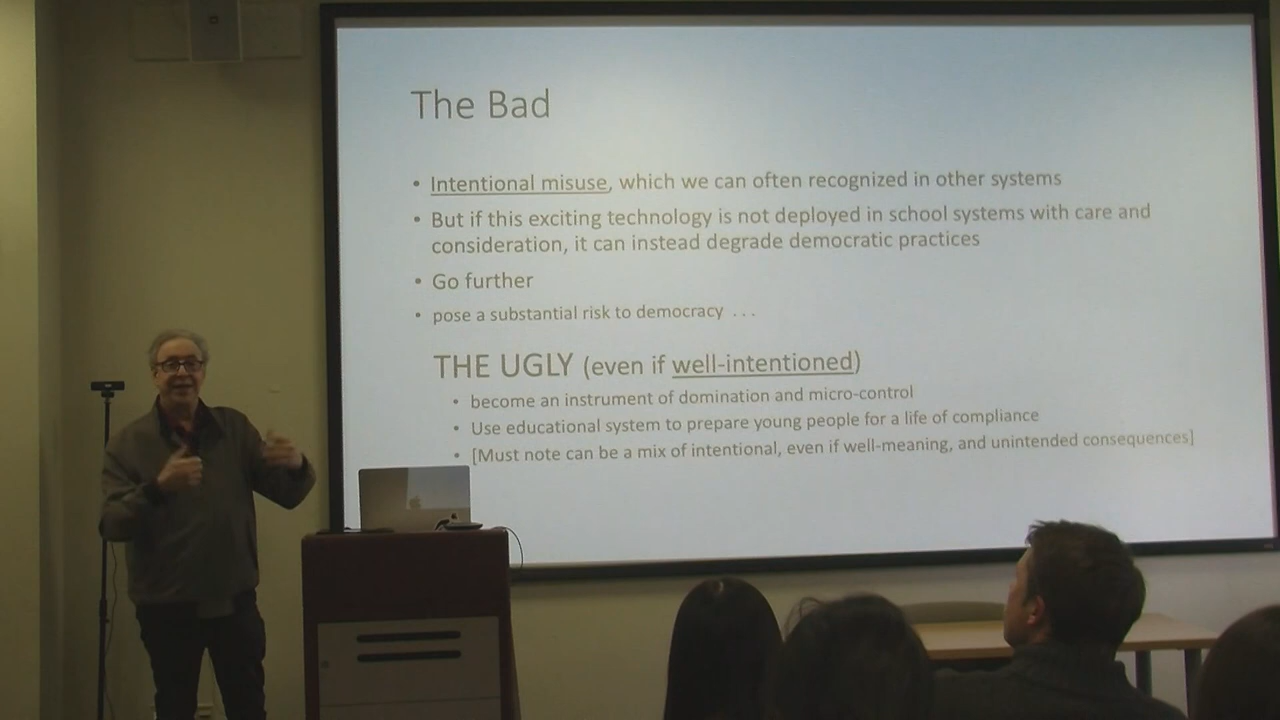 The Bad
• Intentional misuse, which we can often recognized in other systems
• But if this exciting technology is not deployed in school systems with care and
consideration, it can instead degrade democratic practices
• Go further
• pose a substantial risk to democracy ...
THE UGLY (even if well-intentioned)
• become an instrument of domination and micro-control
• Use educational system to prepare young people for a life of compliance
• [Must note can be a mix of intentional, even if well-meaning, and unintended consequences]